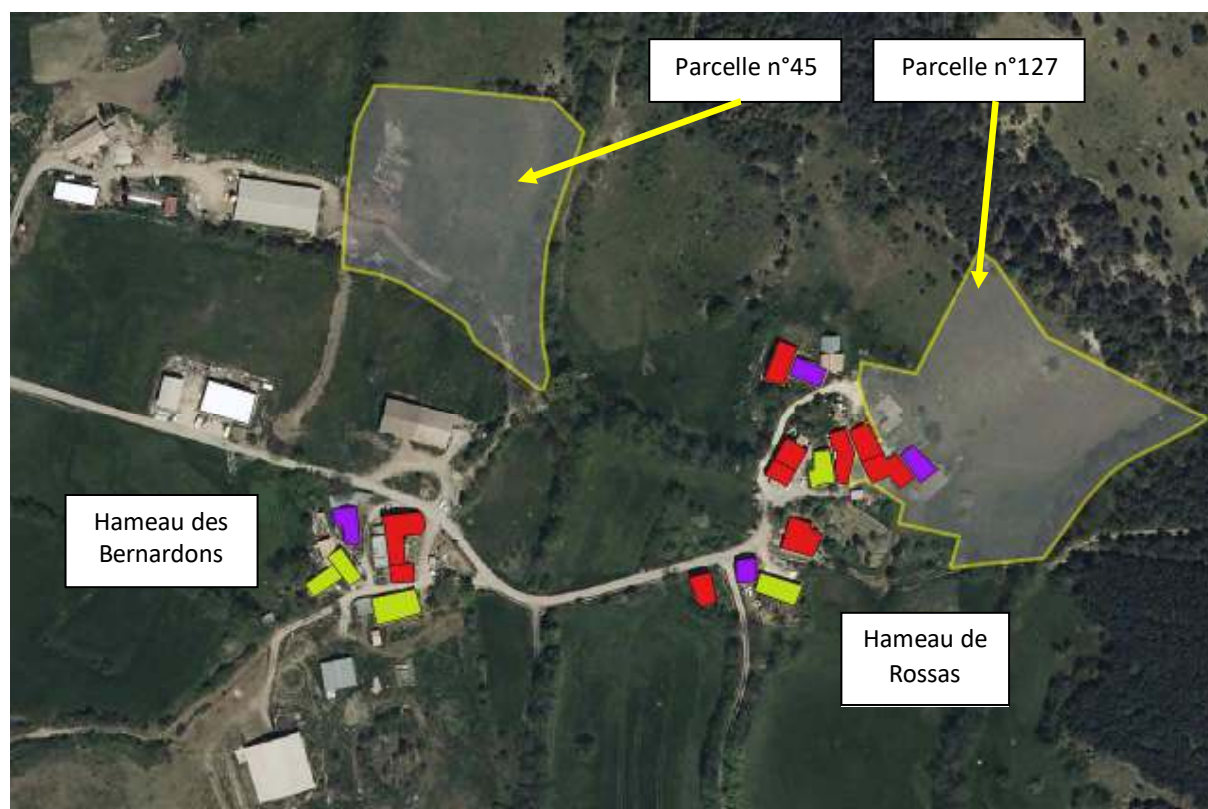 Parcelle n°45
Parcelle n°127
Hameau des
Bernardons
Hameau de
Rossas